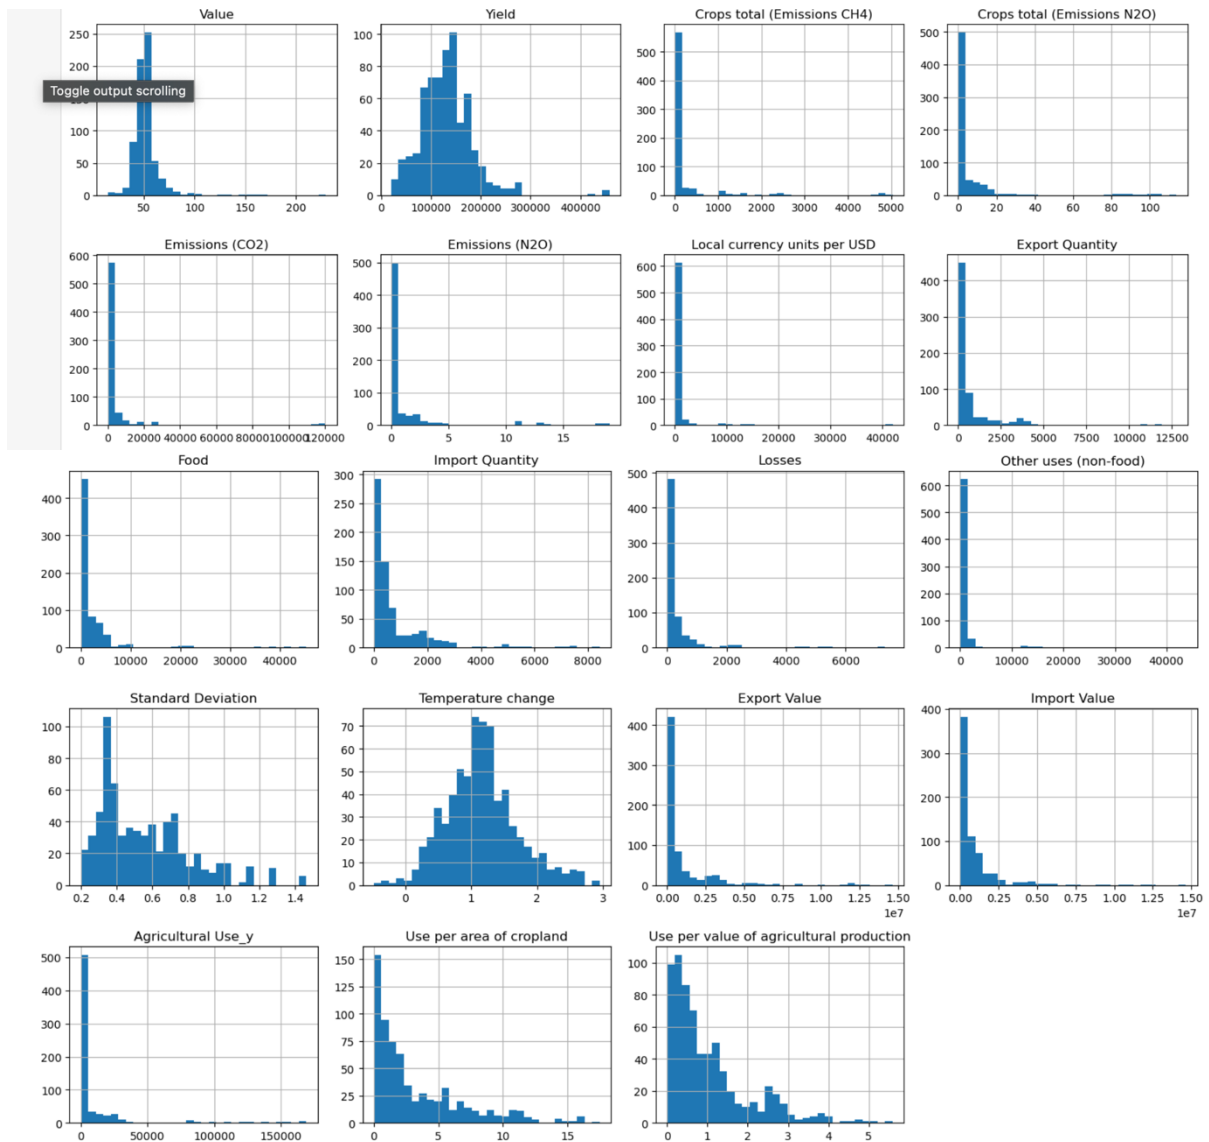 Value
250
200
Toggle output scrolling
100
50
0
50 100 150 200
Yield
100
80
60
40
20
0
100000 200000 400000
Crops total (Emissions CH4)
500
400
300
200
100
0
0 1000 2000 3000 4000 5000
Crops total (Emissions N2O)
500
400
300
200
100
0
0 20 40 60 80 100
Emissions (CO2)
600
500
400
300
200
100
0
0 20000 40000 60000 80000 100000 120000
Emissions (N2O)
500
400
300
200
100
0
0 5 10 15
Local currency units per USD
600
500
400
300
200
100
0
0 10000 20000 30000 40000
Export Quantity
400
300
200
100
0
0 2500 5000 7500 10000 12500
Food
400
300
200
100
0
0 10000 20000 30000 40000
Import Quantity
300
250
200
150
100
50
0
0 2000 4000 6000 8000
Losses
500
400
300
200
100
0
0 2000 4000 6000
Other uses (non-food)
600
500
400
300
200
100
0
0 10000 20000 30000 40000
Standard Deviation
100
80
60
40
20
0
0.2 0.4 0.6 0.8 1.0 1.2 1.4
Temperature change
70
60
50
40
30
20
10
0
0 1 2 3
Export Value
400
300
200
100
0
0.0 0.5 1.0 1.5
1e7
Import Value
400
300
200
100
0
0.00 0.25 0.50 0.75 1.00 1.25 1.50
1e7
Agricultural Use_y
500
400
300
200
100
0
0 50000 100000 150000
Use per area of cropland
150
125
100
75
50
25
0
0 5 10 15
Use per value of agricultural production
100
80
60
40
20
0
0 1 2 3 4 5